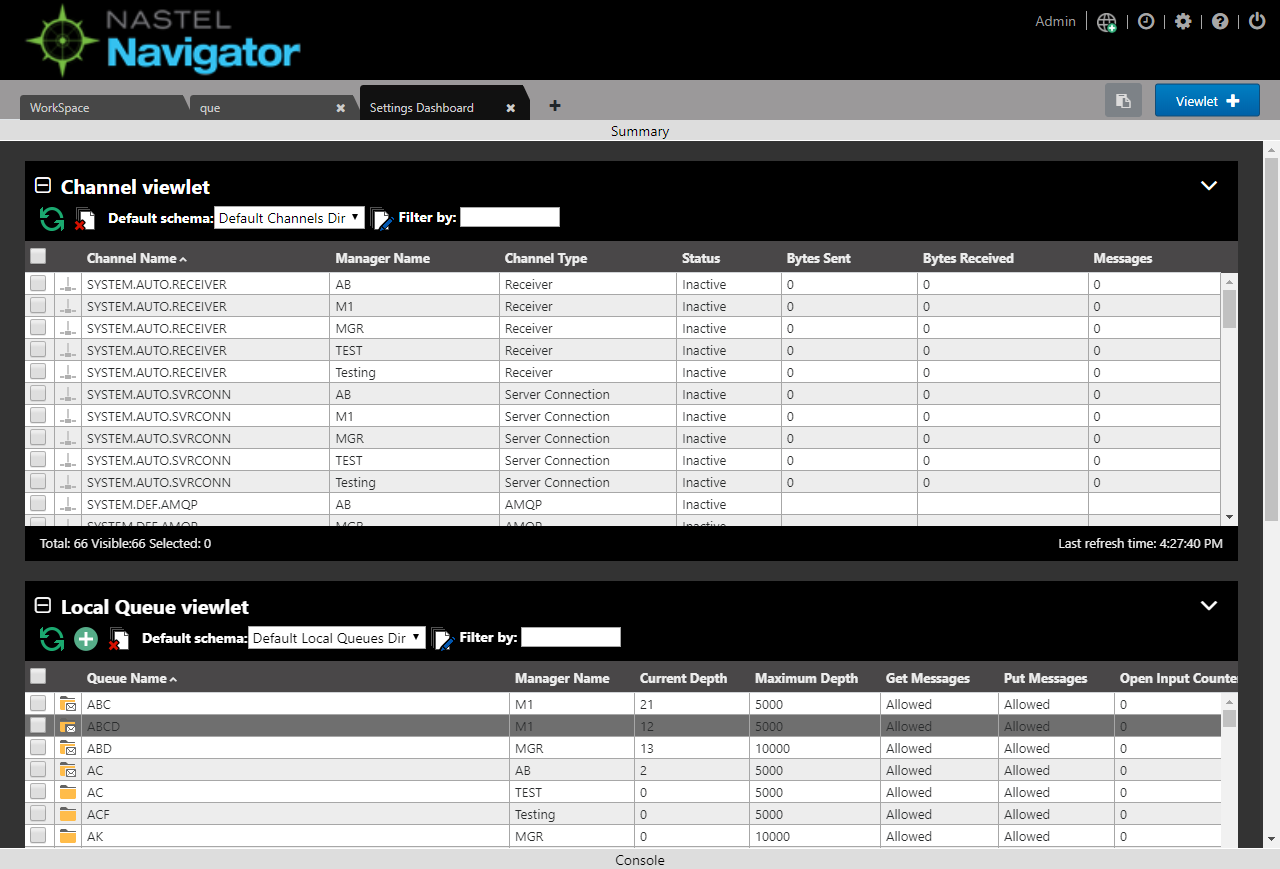 NASTEL
Navigator
Admin
WorkSpace
que
Settings Dashboard
Viewlet
Summary
Channel viewlet
Default schema: Default Channels Dir Filter by:
Channel Name Manager Name Channel Type Status Bytes Sent Bytes Received Messages
SYSTEM.AUTO.RECEIVER AB Receiver Inactive 0 0 0
SYSTEM.AUTO.RECEIVER M1 Receiver Inactive 0 0 0
SYSTEM.AUTO.RECEIVER MGR Receiver Inactive 0 0 0
SYSTEM.AUTO.RECEIVER TEST Receiver Inactive 0 0 0
SYSTEM.AUTO.RECEIVER Testing Receiver Inactive 0 0 0
SYSTEM.AUTO.SVRCONN AB Server Connection Inactive 0 0 0
SYSTEM.AUTO.SVRCONN M1 Server Connection Inactive 0 0 0
SYSTEM.AUTO.SVRCONN MGR Server Connection Inactive 0 0 0
SYSTEM.AUTO.SVRCONN TEST Server Connection Inactive 0 0 0
SYSTEM.AUTO.SVRCONN Testing Server Connection Inactive 0 0 0
SYSTEM.DEF.AMQP AB AMQP Inactive
SYSTEM.DEF.AMQP MGR AMQP Inactive
Total: 66 Visible:66 Selected: 0
Last refresh time: 4:27:40 PM
Local Queue viewlet
Default schema: Default Local Queues Dir Filter by:
Queue Name Manager Name Current Depth Maximum Depth Get Messages Put Messages Open Input Counte
ABC M1 21 5000 Allowed Allowed 0
ABCD M1 12 5000 Allowed Allowed 0
ABD MGR 13 10000 Allowed Allowed 0
AC AB 2 5000 Allowed Allowed 0
AC TEST 0 5000 Allowed Allowed 0
ACF Testing 0 5000 Allowed Allowed 0
AK MGR 0 10000 Allowed Allowed 0
Console